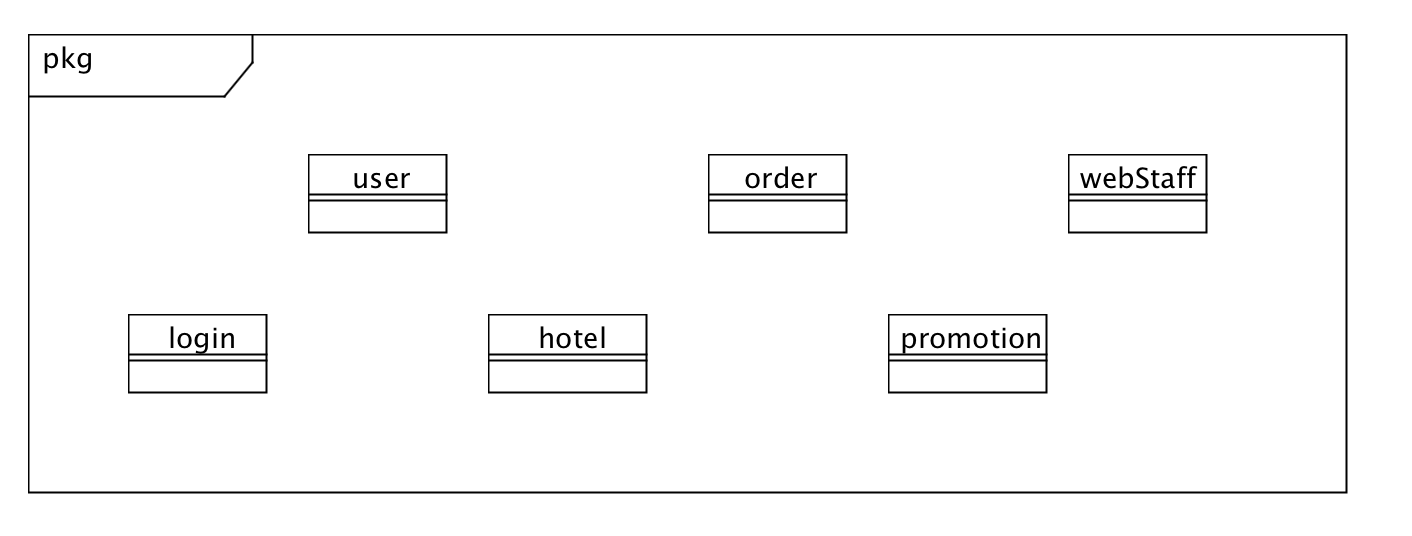 pkg
user
order
webStaff
login
hotel
promotion